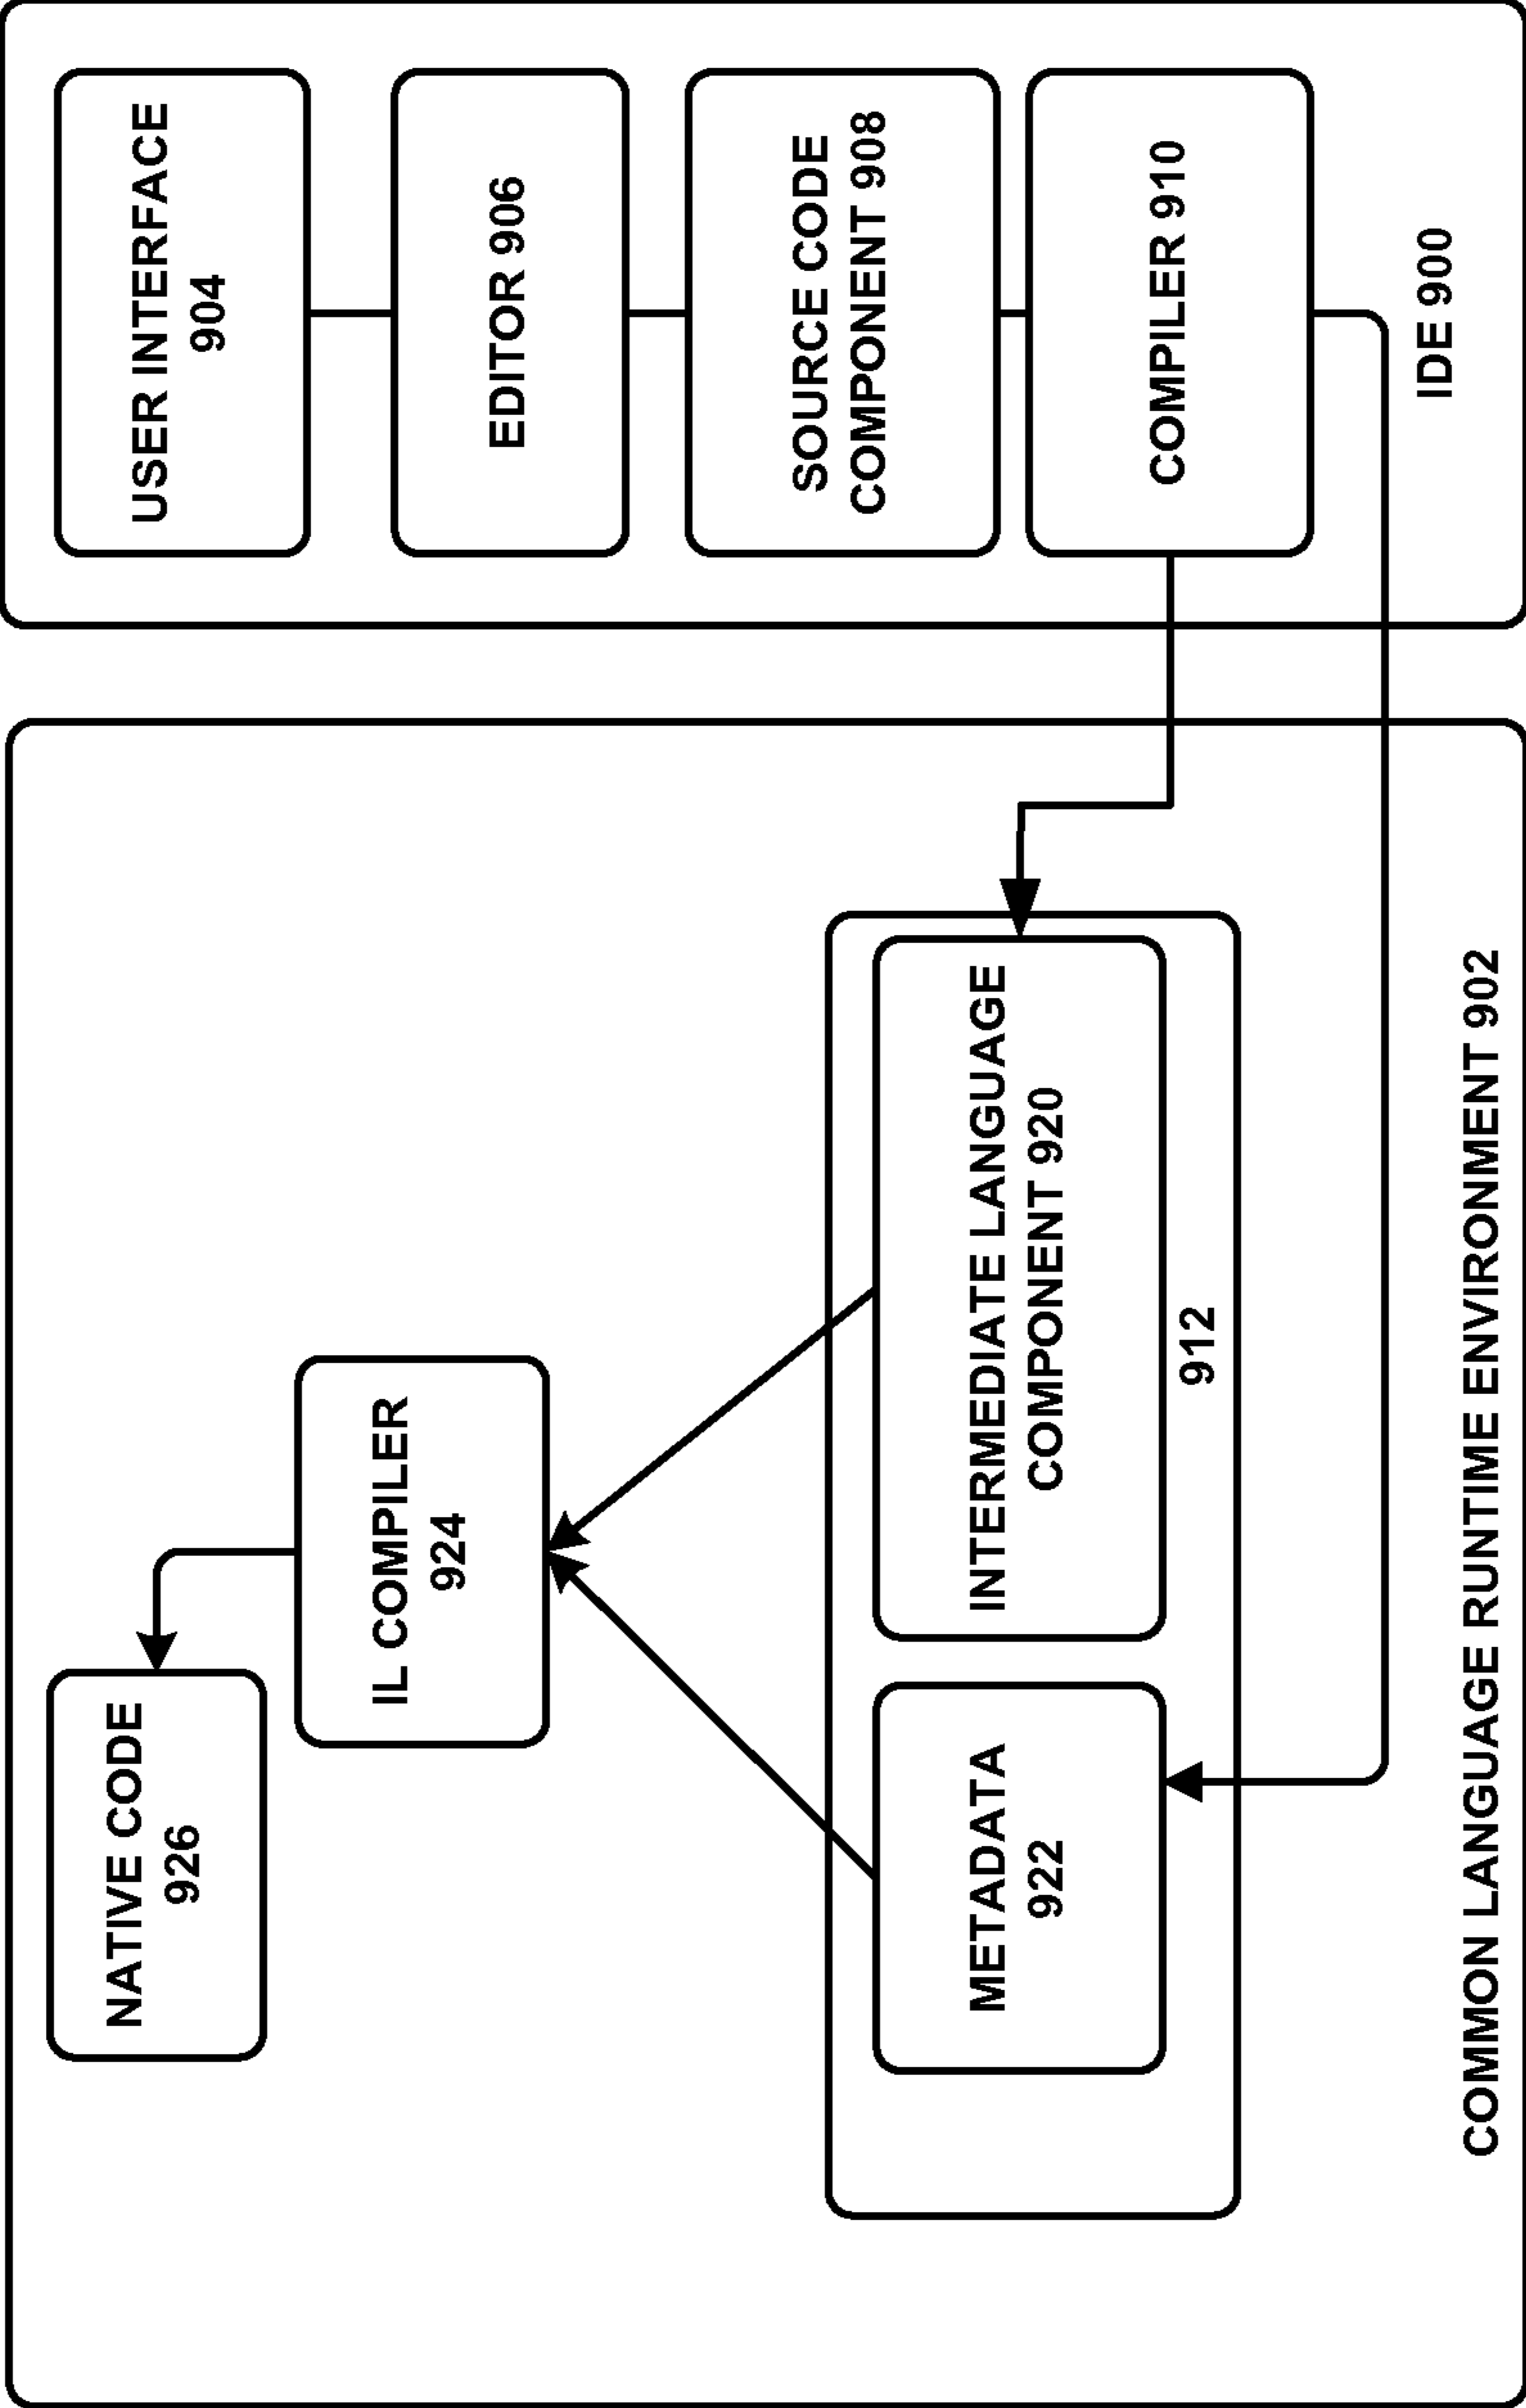 USER INTERFACE
904
EDITOR 906
SOURCE CODE
COMPONENT 908
COMPILER 910
IDE 900
NATIVE CODE
926
IL COMPILER
924
INTERMEDIATE LANGUAGE
COMPONENT 920
METADATA
922
912
COMMON LANGUAGE RUNTIME ENVIRONMENT 902